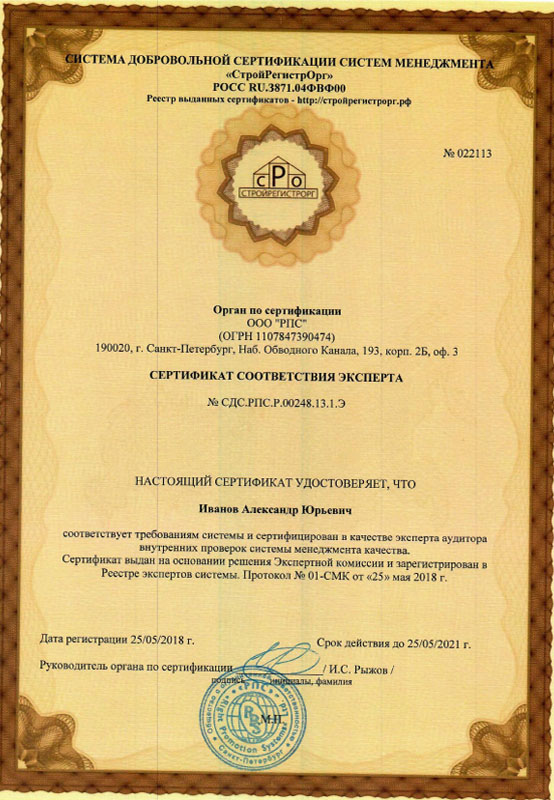 СИСТЕМА ДОБРОВОЛЬНОЙ СЕРТИФИКАЦИИ СИСТЕМ МЕНЕДЖМЕНТА
«СтройРегистрОрг»
РОСС RU.З871.04ФВФ00
Реестр выданных сертификатов - http://стройрегистрорг.рф
№ 022113
СРО
СТРОЙРЕГИСТРОРГ
Орган по сертификации
ООО "РПС"
(ОГРН 1107847390474)
190020, г. Санкт-Петербург, Наб. Обводного Канала, 193, корп. 2Б, оф. 3
СЕРТИФИКАТ СООТВЕТСТВИЯ ЭКСПЕРТА
№ СДС.РПС.Р.00248.13.1.Э
НАСТОЯЩИЙ СЕРТИФИКАТ УДОСТОВЕРЯЕТ, ЧТО
Иванов Александр Юрьевич
соответствует требованиям системы и сертифицирован в качестве эксперта аудитора
внутренних проверок системы менеджмента качества.
Сертификат выдан на основании решения Экспертной комиссии и зарегистрирован в
Реестре экспертов системы. Протокол № 01-СМК от «25» мая 2018 г.
Дата регистрации 25/05/2018 г.
Срок действия до 25/05/2021 г.
Руководитель органа по сертификации
/ И.С. Рыжов /
подпись
инициалы, фамилия
М.П.
«РПС»
RPS
«Right Promotion Systems» Ltd.
Санкт-Петербург